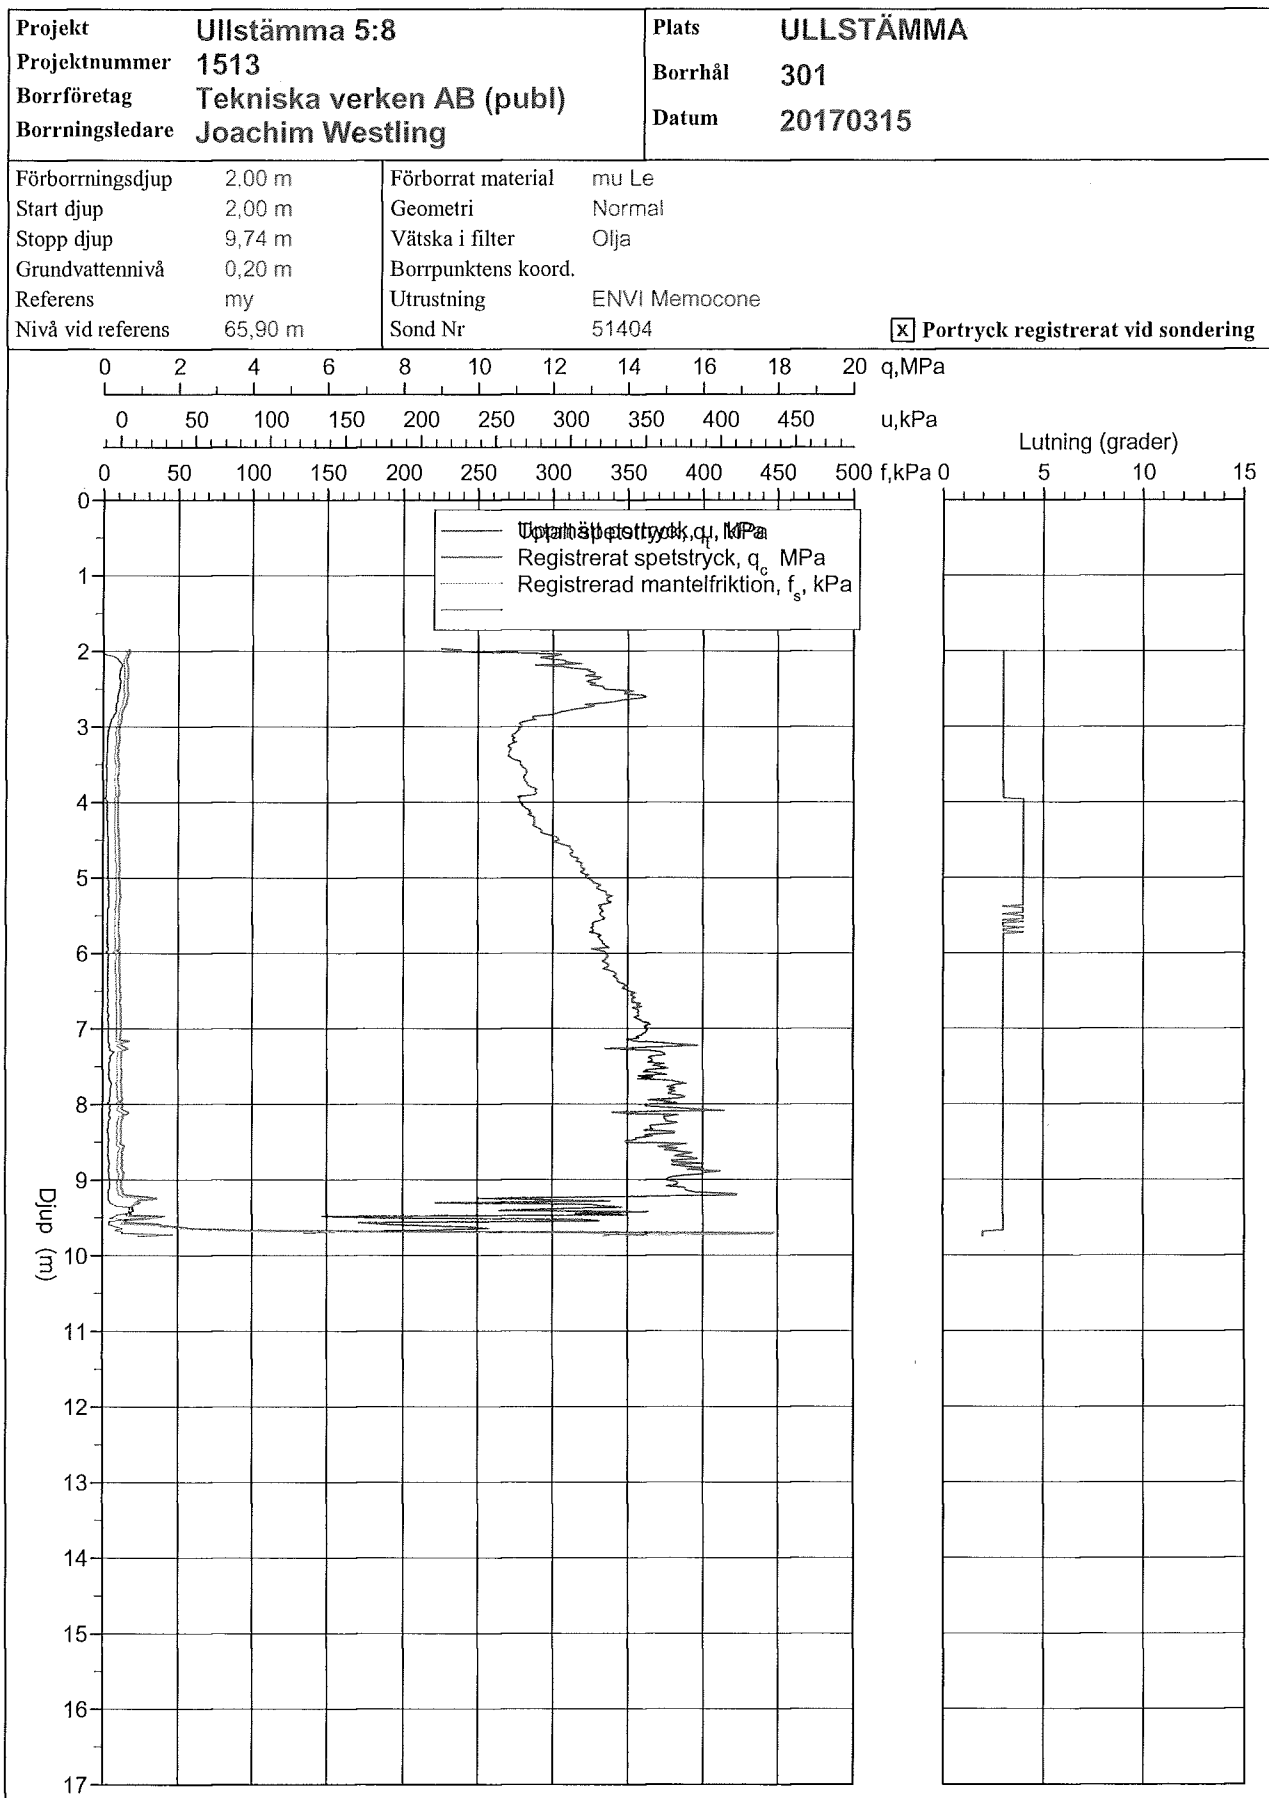 Projekt Ullstämma 5:8
Projektnummer 1513
Borrföretag Tekniska verken AB (publ)
Borrningsledare Joachim Westling
Plats ULLSTÄMMA
Borrhål 301
Datum 20170315
Förborrningsdjup 2,00 m
Start djup 2,00 m
Stopp djup 9,74 m
Grundvattennivå 0,20 m
Referens my
Nivå vid referens 65,90 m
Förborrat material mu Le
Geometri Normal
Vätska i filter Olja
Borrpunktens koord.
Utrustning ENVI Memocone
Sond Nr 51404
X Portryck registrerat vid sondering
0 2 4 6 8 10 12 14 16 18 20 q,MPa
0 50 100 150 200 250 300 350 400 450 u,kPa
0 50 100 150 200 250 300 350 400 450 500 f,kPa
Lutning (grader)
0 5 10 15
Registrerat spetstryck, qc MPa
Registrerad mantelfriktion, fs, kPa
0
1
2
3
4
5
6
7
8
9
10
11
12
13
14
15
16
17
Djup (m)